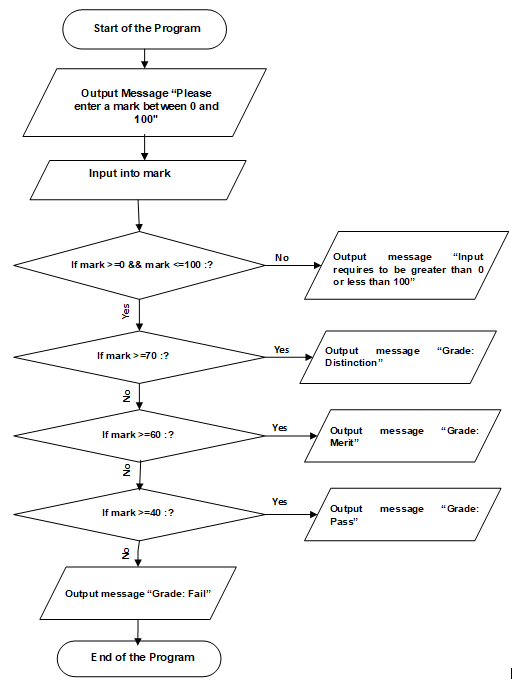 Start of the Program
Output Message “Please
enter a mark between 0 and
100"
Input into mark
If mark >=0 && mark <=100 :?
No
Output message “Input
requires to be greater than 0
or less than 100”
Yes
If mark >=70 :?
Yes
Output message “Grade:
Distinction”
No
If mark >=60 :?
Yes
Output message “Grade:
Merit”
No
If mark >=40 :?
Yes
Output message “Grade:
Pass”
No
Output message “Grade: Fail”
End of the Program